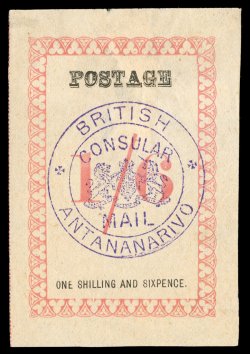 POSTAGE
BRITISH
CONSULAR
1/6
MAIL
ANTANANARIVO
ONE SHILLING AND SIXPENCE.